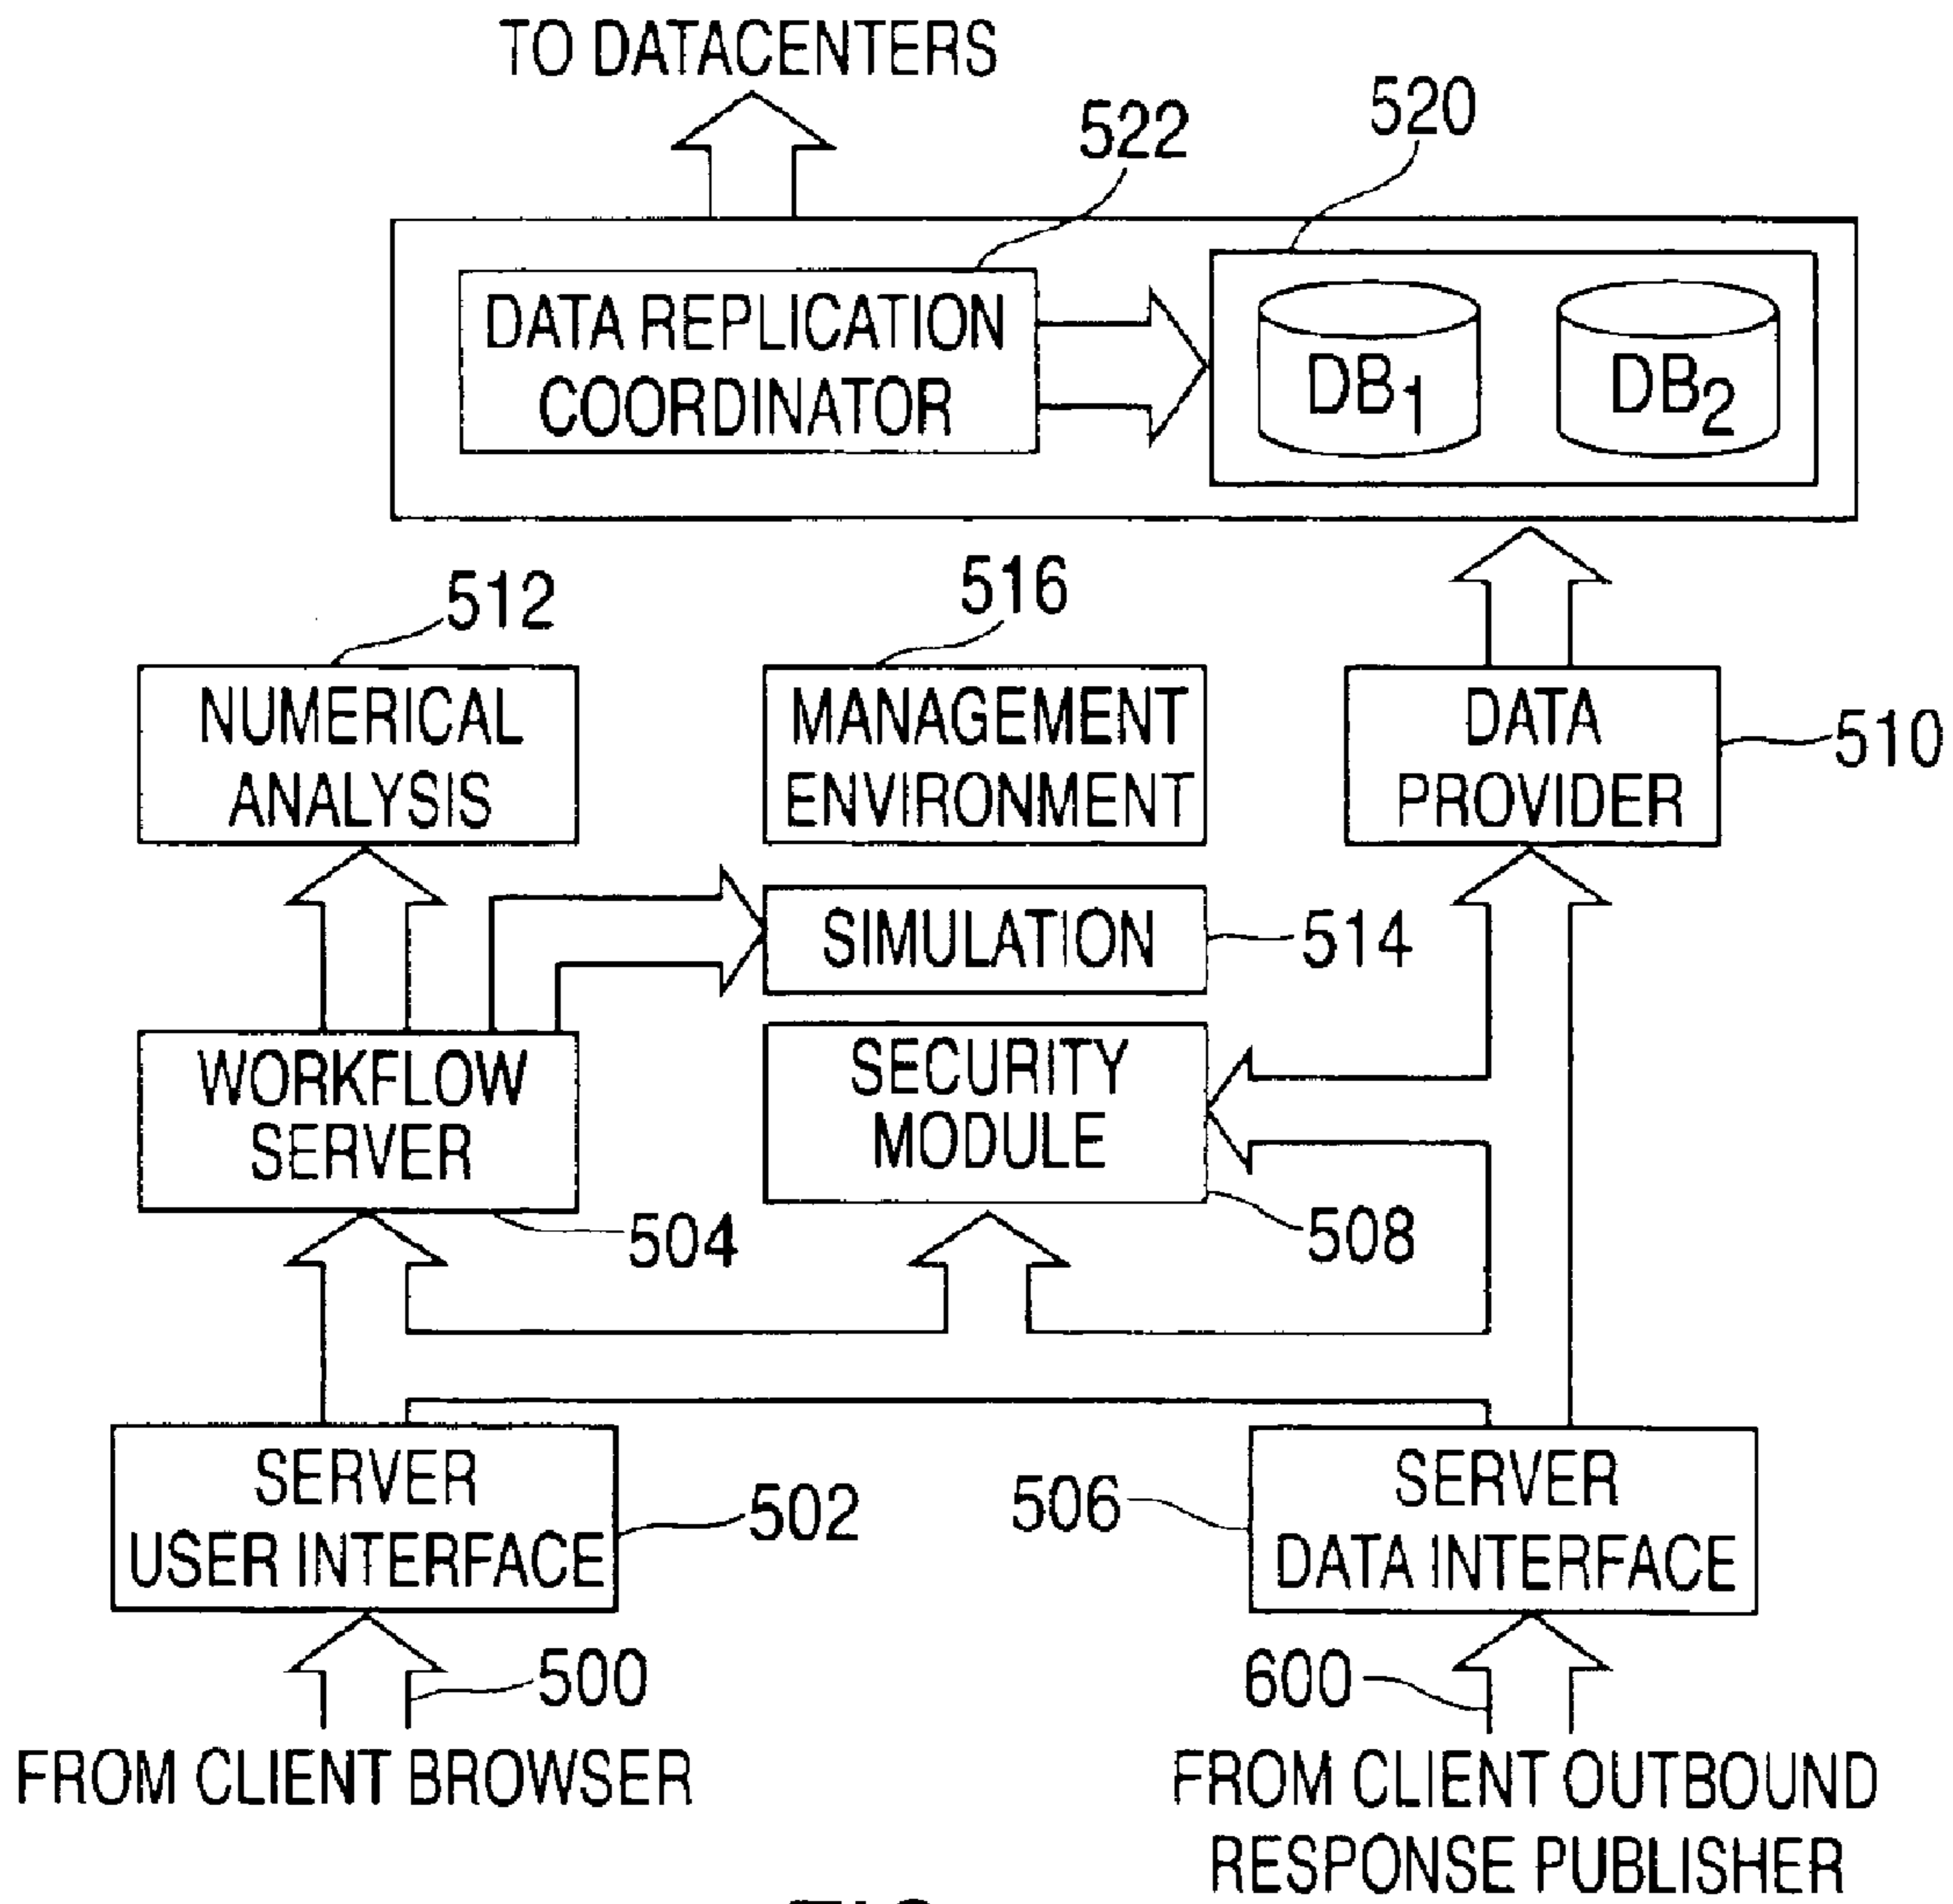 TO DATACENTERS
522
520
DATA REPLICATION
COORDINATOR
DB1
DB2
512
516
NUMERICAL
ANALYSIS
MANAGEMENT
ENVIRONMENT
DATA
PROVIDER
510
SIMULATION
514
WORKFLOW
SERVER
504
SECURITY
MODULE
508
SERVER
USER INTERFACE
502
506
SERVER
DATA INTERFACE
500
600
FROM CLIENT BROWSER
FROM CLIENT OUTBOUND
RESPONSE PUBLISHER